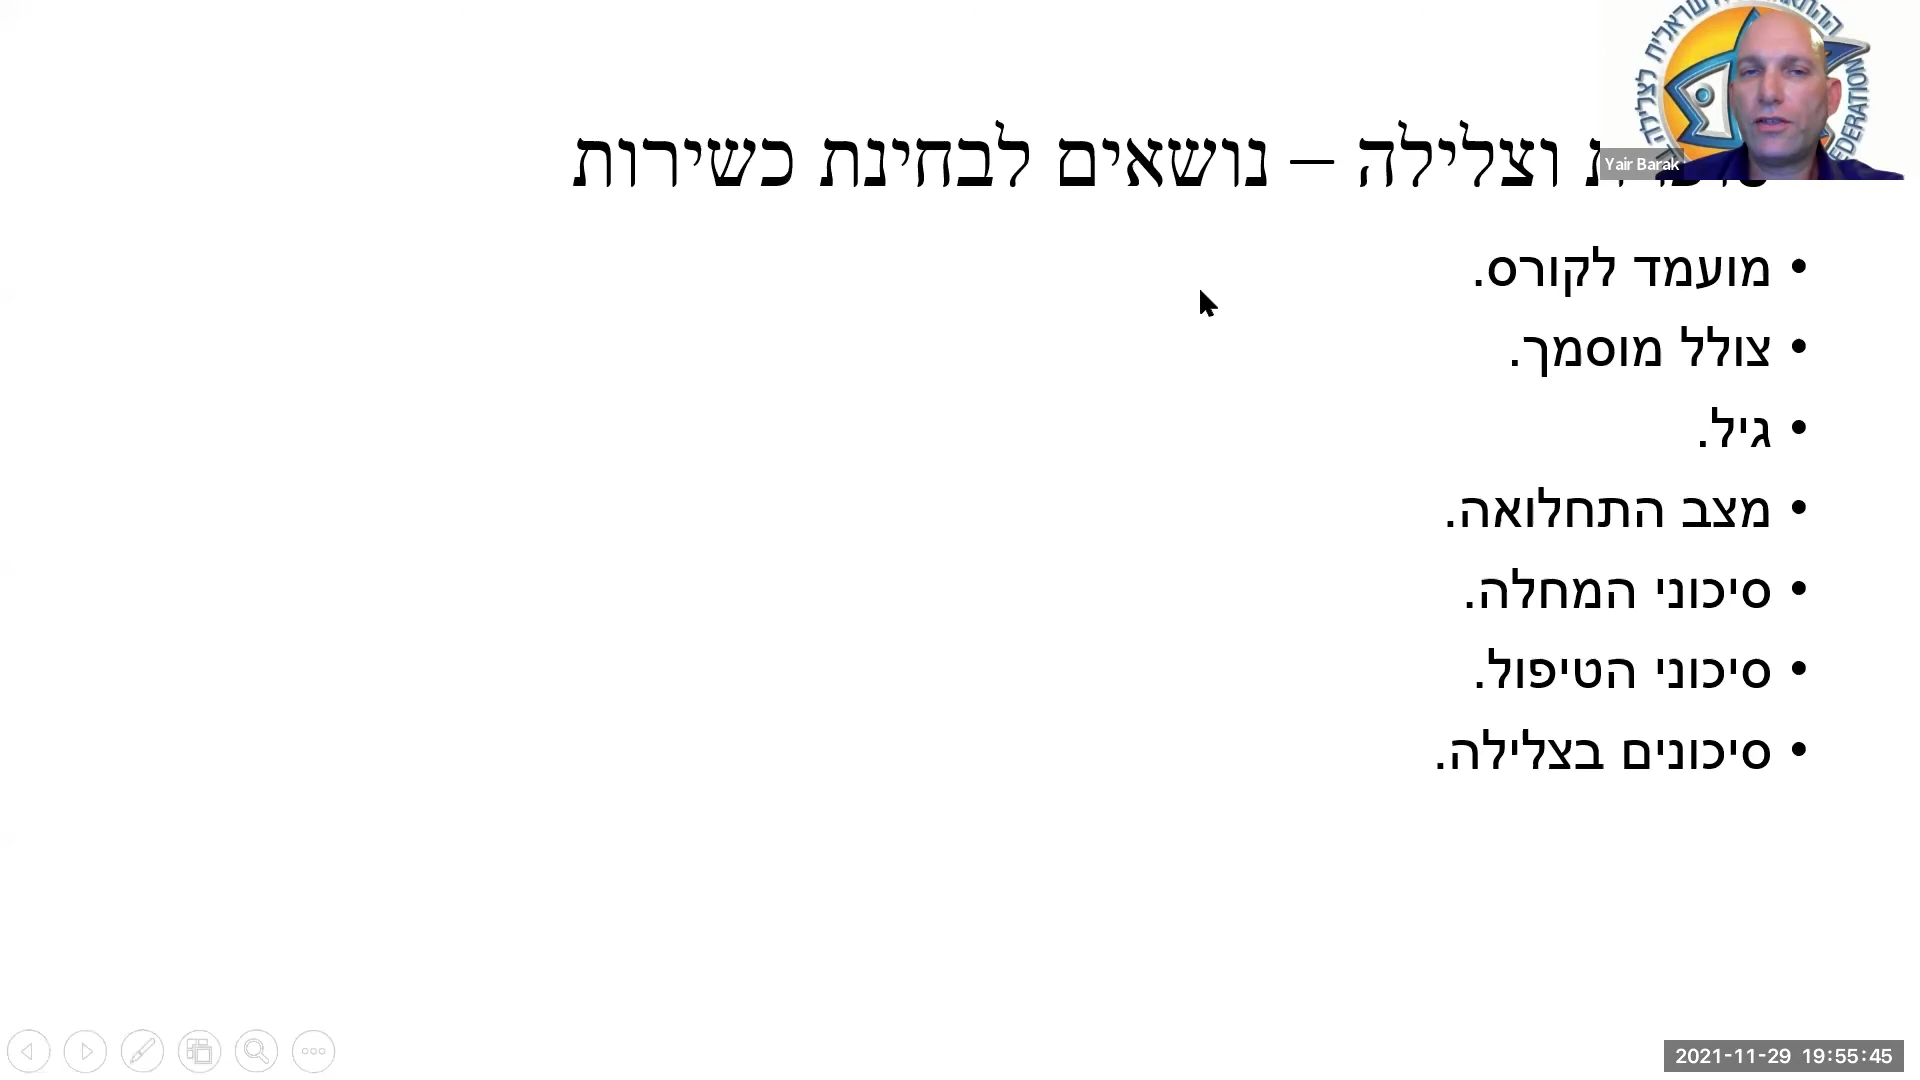 וצלילה – נושאים לבחינת כשירות
• מועמד לקורס.
• צולל מוסמך.
• גיל.
• מצב התחלואה.
• סיכוני המחלה.
• סיכוני הטיפול.
• סיכונים בצלילה.
Yair Barak
2021-11-29 19:55:45